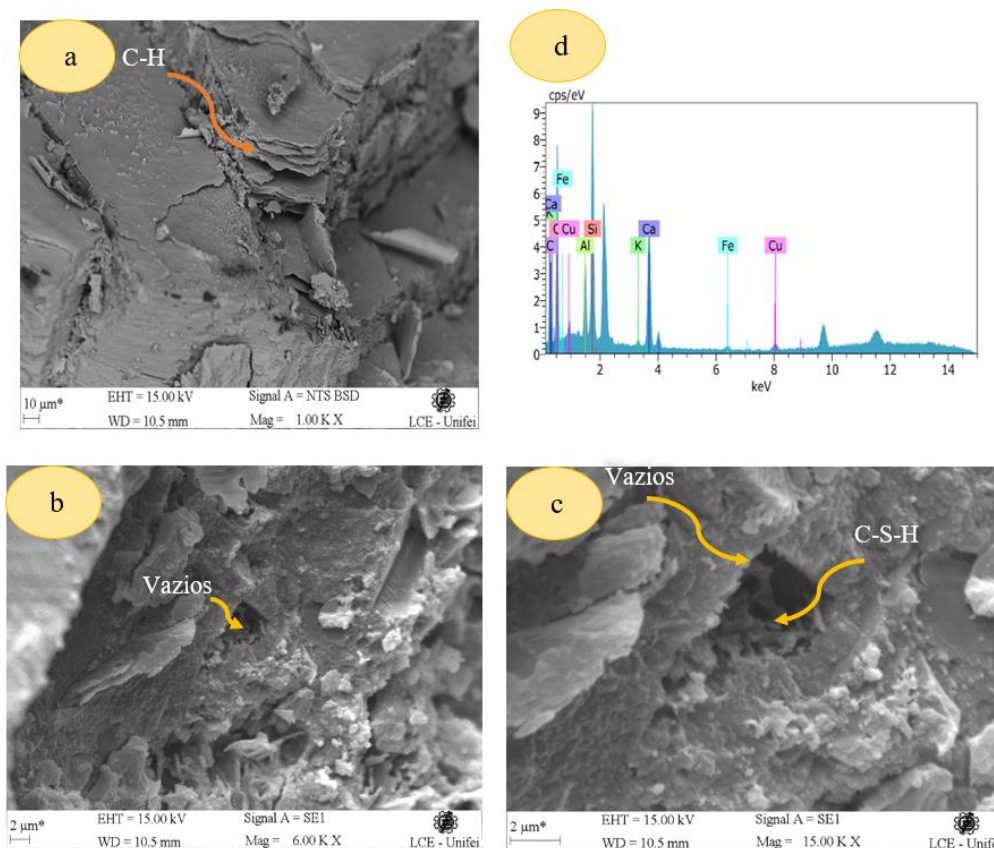 a
C-H
10 µm*
EHT = 15.00 kV
Signal A = NTS BSD
WD = 10.5 mm
Mag = 1.00 K X
LCE - Unifei
d
cps/eV
9
8
7
6
5
4
3
2
1
0
Fe
Ca
C
Cu
Si
Al
K
Ca
Fe
Cu
2
4
6
8
10
12
14
keV
b
Vazios
2 µm*
EHT = 15.00 kV
Signal A = SE1
WD = 10.5 mm
Mag = 6.00 K X
LCE - Unifei
c
Vazios
C-S-H
2 µm*
EHT = 15.00 kV
Signal A = SE1
WD = 10.5 mm
Mag = 15.00 K X
LCE - Unifei